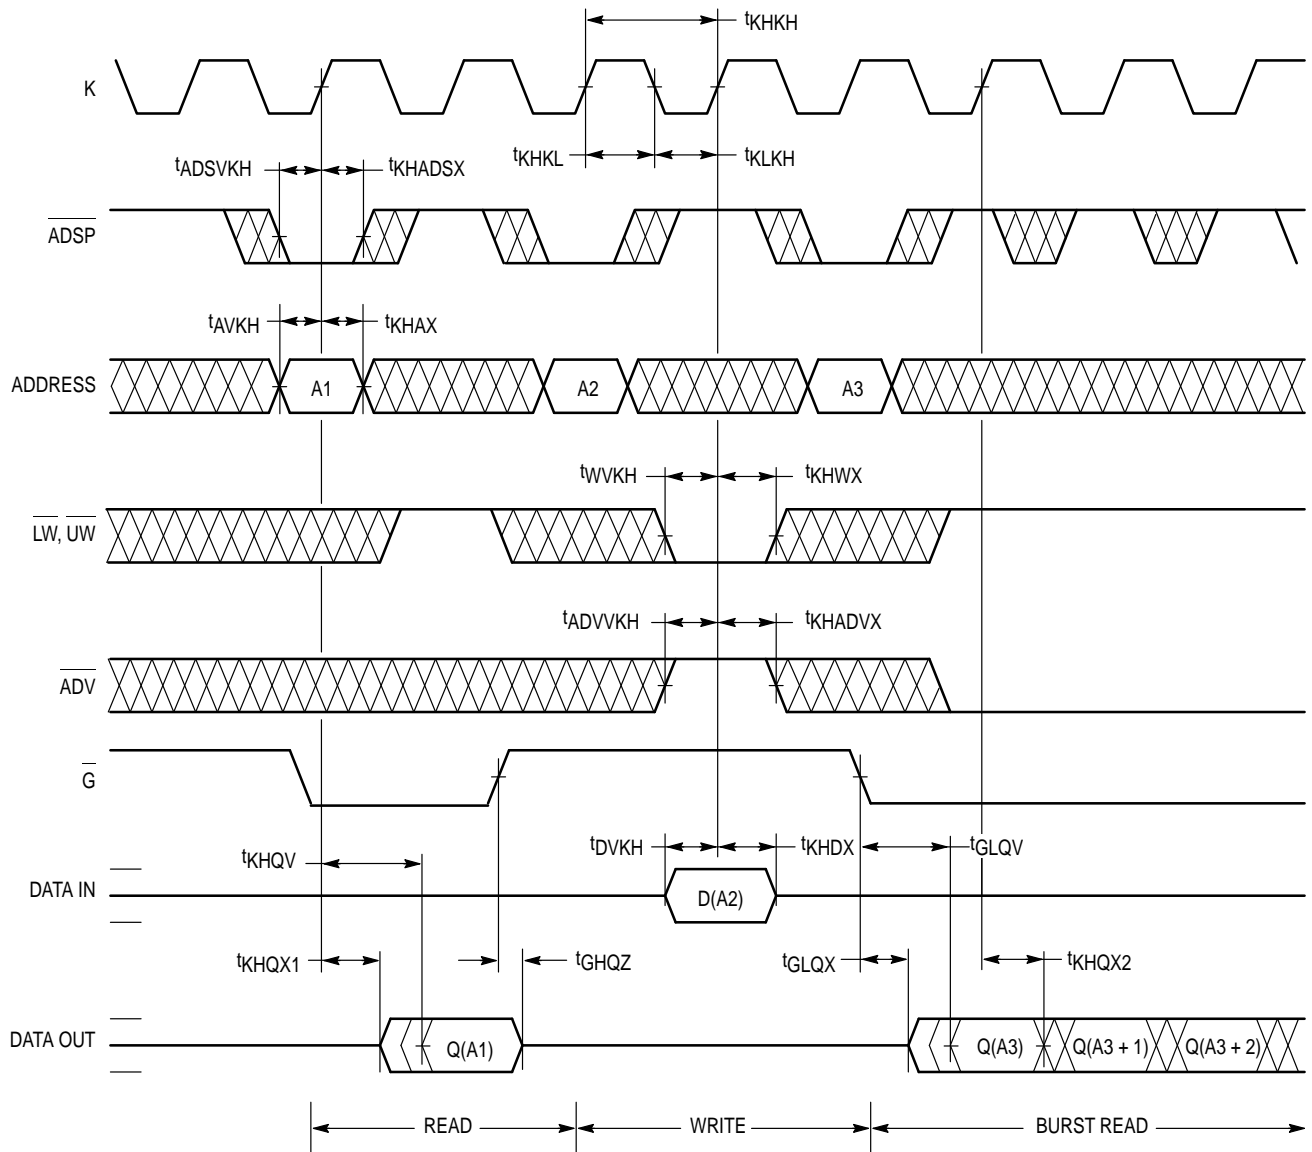 tKHKH
K
tADSVKH tKHADSX tKHKL tKLKH
ADSP
tAVKH tKHAX
ADDRESS A1 A2 A3
tWVKH tKHWX
LW, UW
tADVVKH tKHADVX
ADV
G
tKHQV tDVKH tKHDX tGLQV
DATA IN D(A2)
tKHQX1 tGHQZ tGLQX tKHQX2
DATA OUT Q(A1) Q(A3) Q(A3 + 1) Q(A3 + 2)
READ WRITE BURST READ